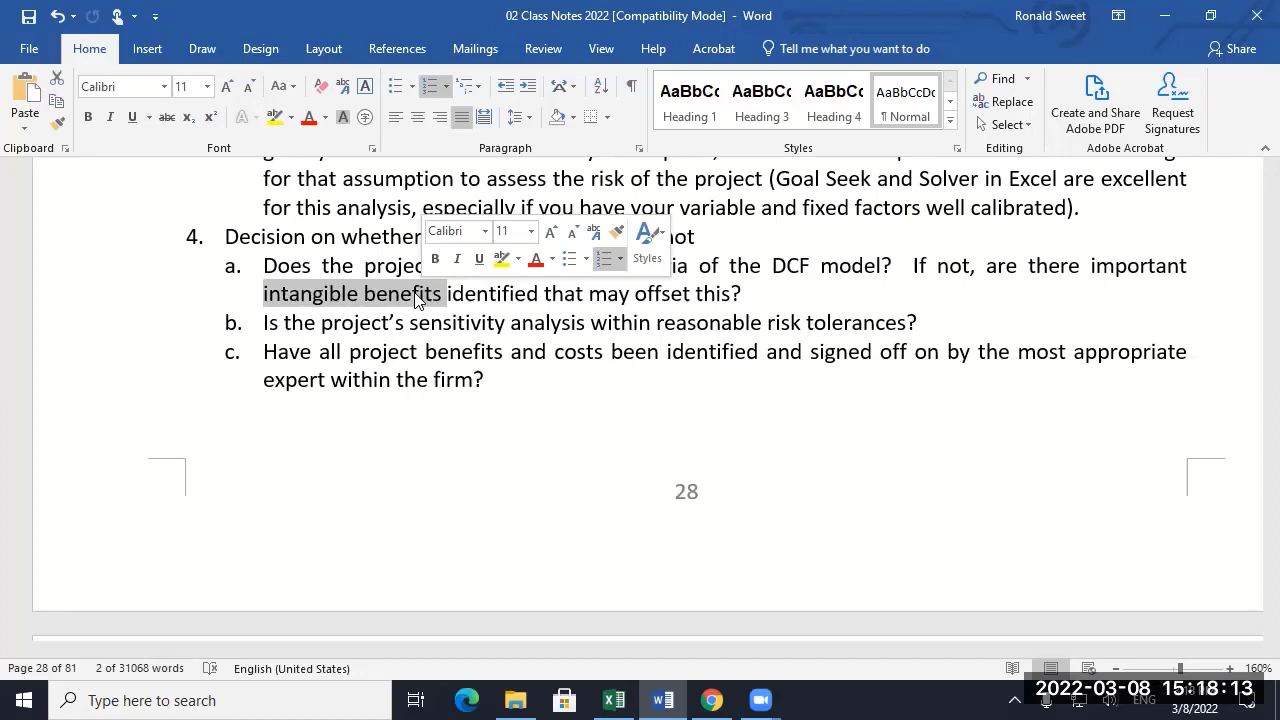 02 Class Notes 2022 [Compatibility Mode] - Word
Ronald Sweet
File Home Insert Draw Design Layout References Mailings Review View Help Acrobat Tell me what you want to do Share
Paste
Calibri 11
AaBbCc AaBbCc AaBbCc AaBbCcDc
Heading 1 Heading 3 Heading 4 ¶ Normal
Find
Replace
Select
Create and Share Adobe PDF
Request Signatures
Clipboard Font Paragraph Styles Editing Adobe Acrobat
for that assumption to assess the risk of the project (Goal Seek and Solver in Excel are excellent
for this analysis, especially if you have your variable and fixed factors well calibrated).
4. Decision on whether not
Calibri 11
Styles
a. Does the projec of the DCF model? If not, are there important
intangible benefits identified that may offset this?
b. Is the project’s sensitivity analysis within reasonable risk tolerances?
c. Have all project benefits and costs been identified and signed off on by the most appropriate
expert within the firm?
28
Page 28 of 81 2 of 31068 words English (United States) 160%
Type here to search
2022-03-08 15:18:13
ENG
3/8/2022